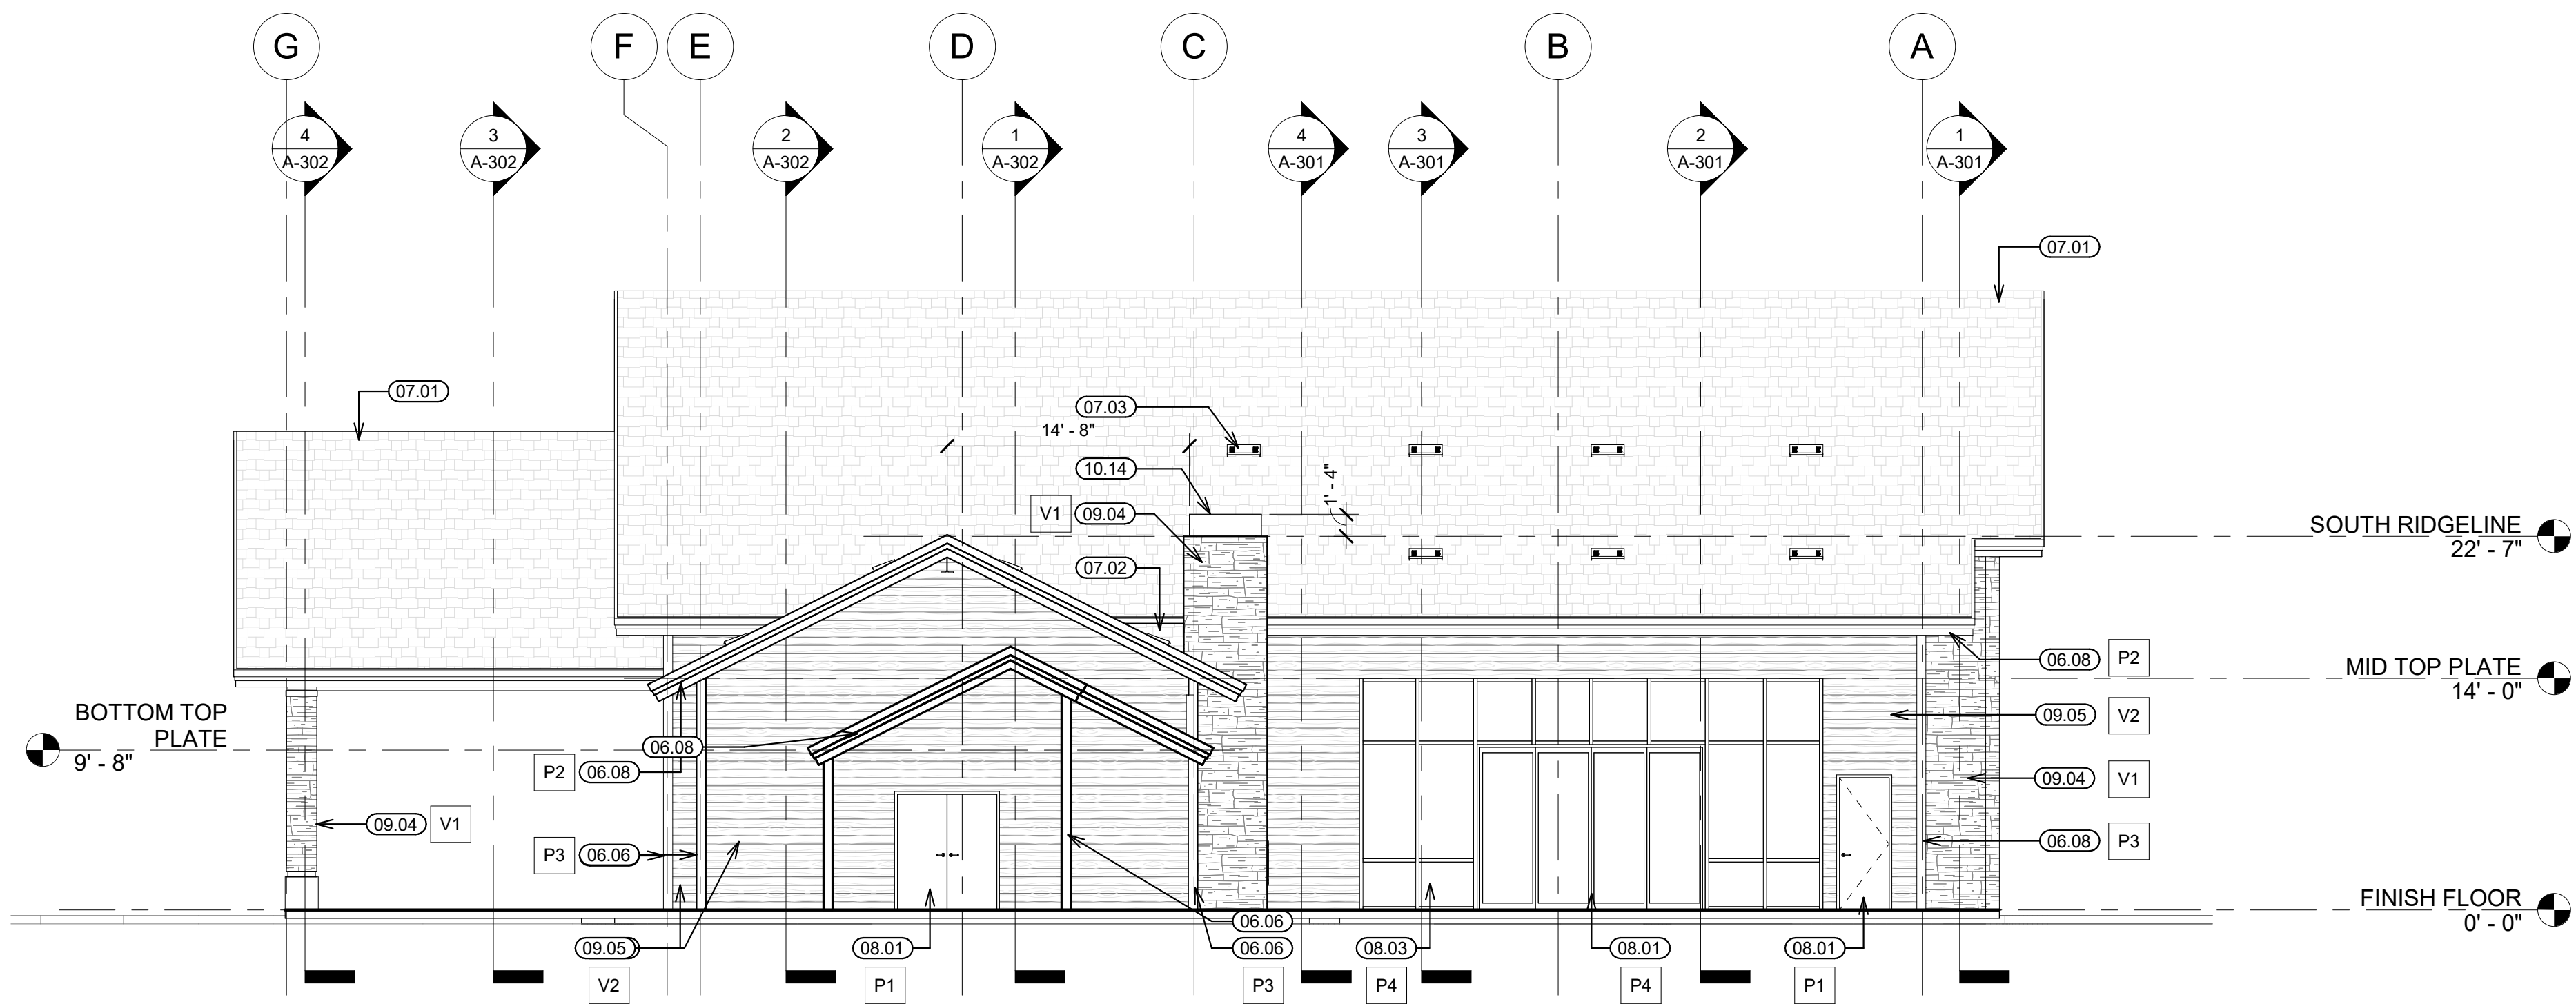 G
F
E
D
C
B
A
4
A-302
3
A-302
2
A-302
1
A-302
4
A-301
3
A-301
2
A-301
1
A-301
07.01
07.01
07.03
14' - 8"
10.14
1' - 4"
V1
09.04
SOUTH RIDGELINE
22' - 7"
07.02
06.08
P2
MID TOP PLATE
14' - 0"
BOTTOM TOP
PLATE
9' - 8"
09.05
V2
06.08
P2
06.08
09.04
V1
09.04
V1
06.08
P3
P3
06.06
FINISH FLOOR
0' - 0"
06.06
09.05
08.01
06.06
08.03
08.01
08.01
V2
P1
P3
P4
P4
P1